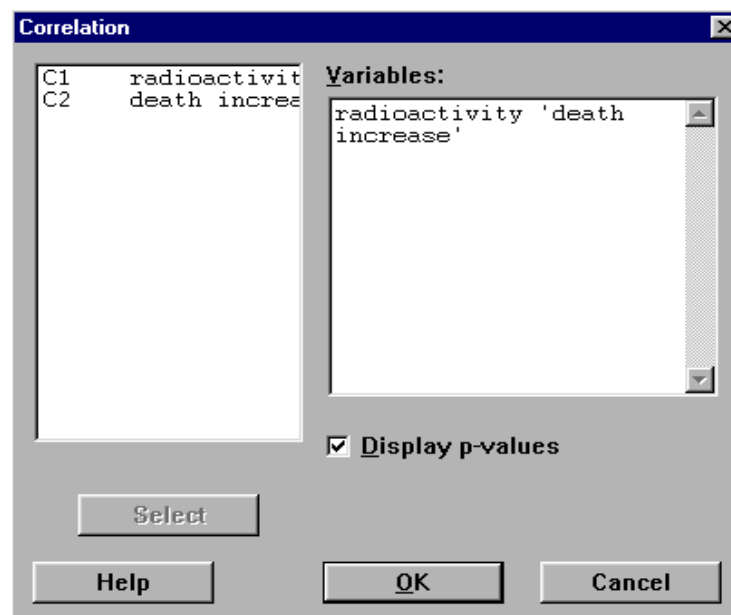 Correlation
C1 radioactivit
C2 death increa
Variables:
radioactivity 'death
increase'
Display p-values
Select
Help
OK
Cancel